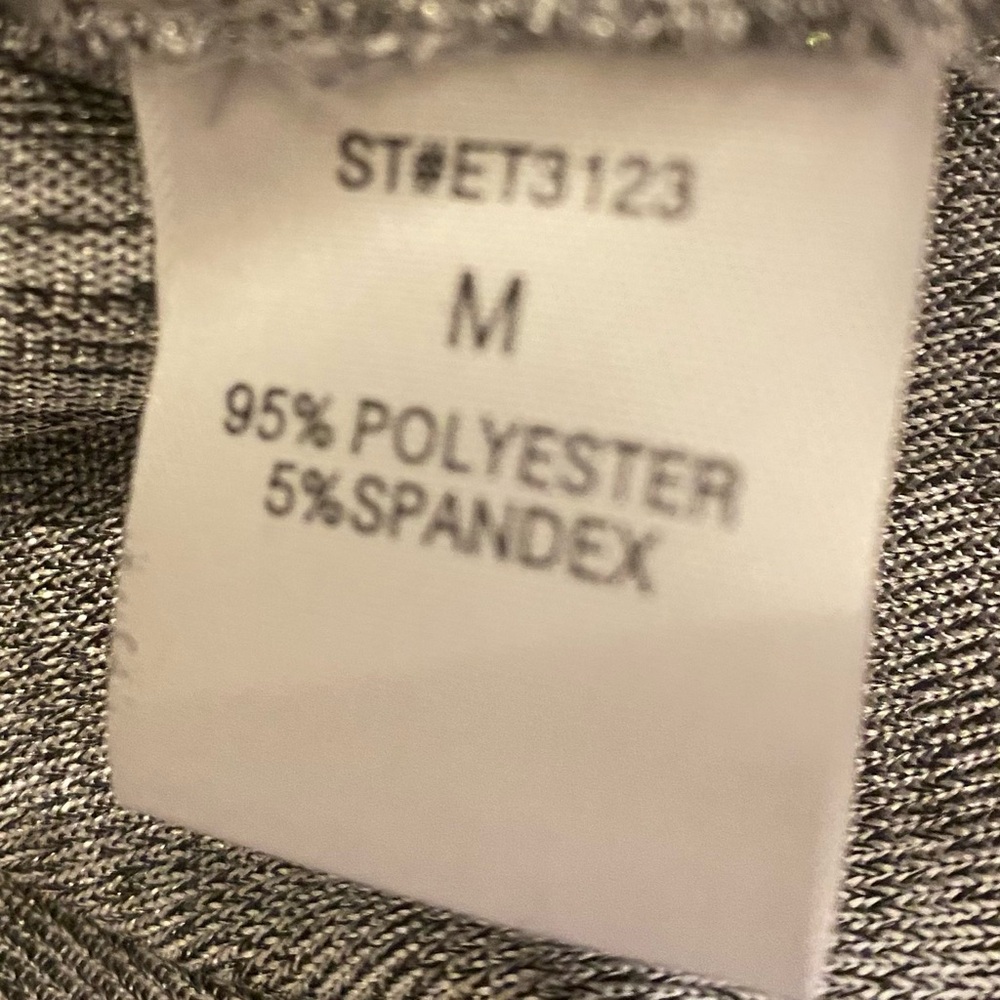 ST#ET3123
M
95% POLYESTER
5%SPANDEX